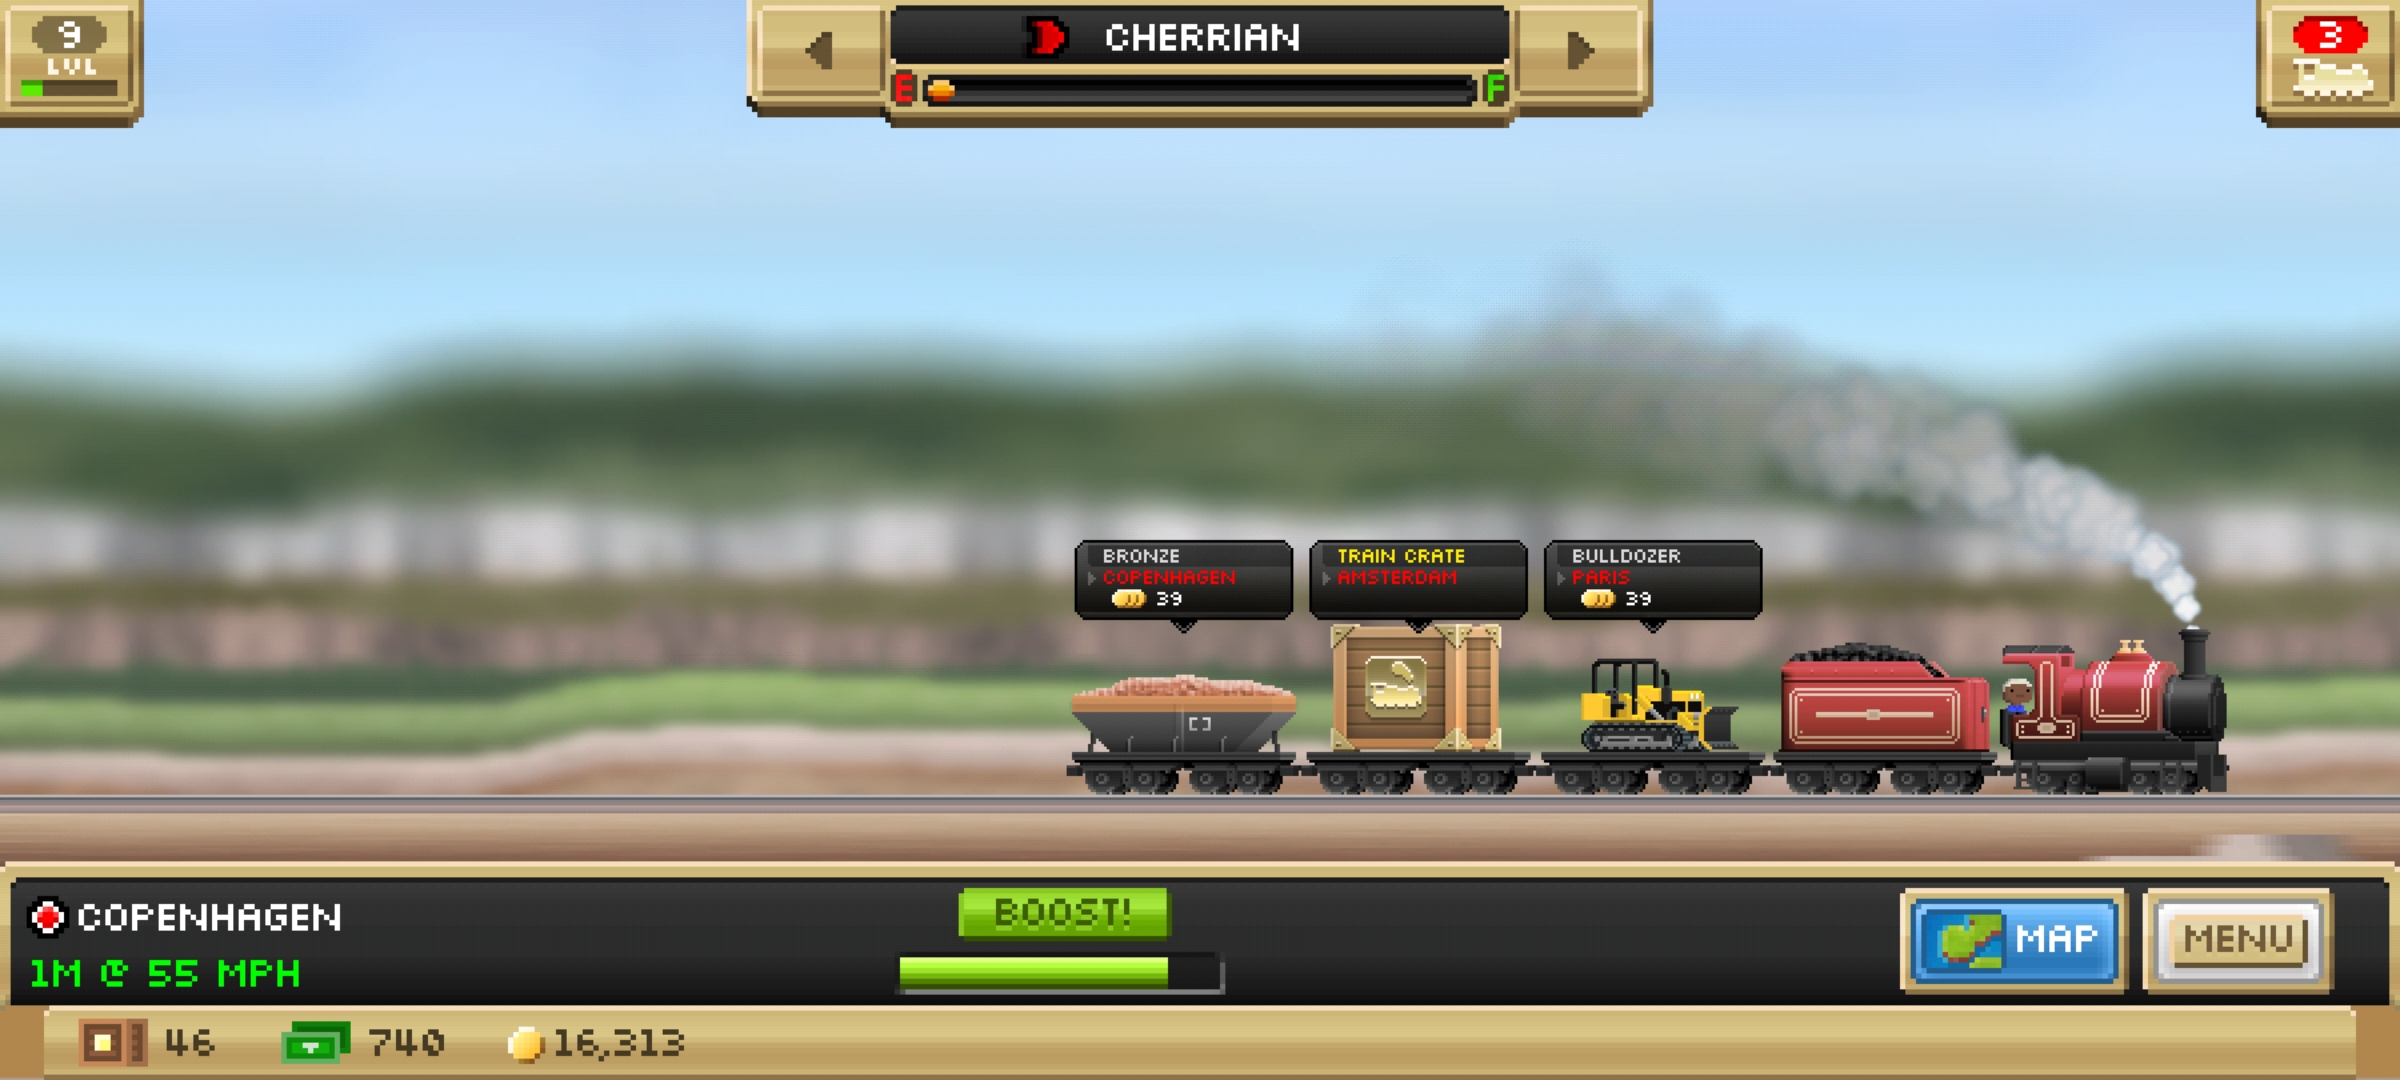 9
LVL
CHERRIAN
E
F
3
BRONZE
COPENHAGEN
39
TRAIN CRATE
AMSTERDAM
BULLDOZER
PARIS
39
COPENHAGEN
1M @ 55 MPH
BOOST!
MAP
MENU
46
740
16,313